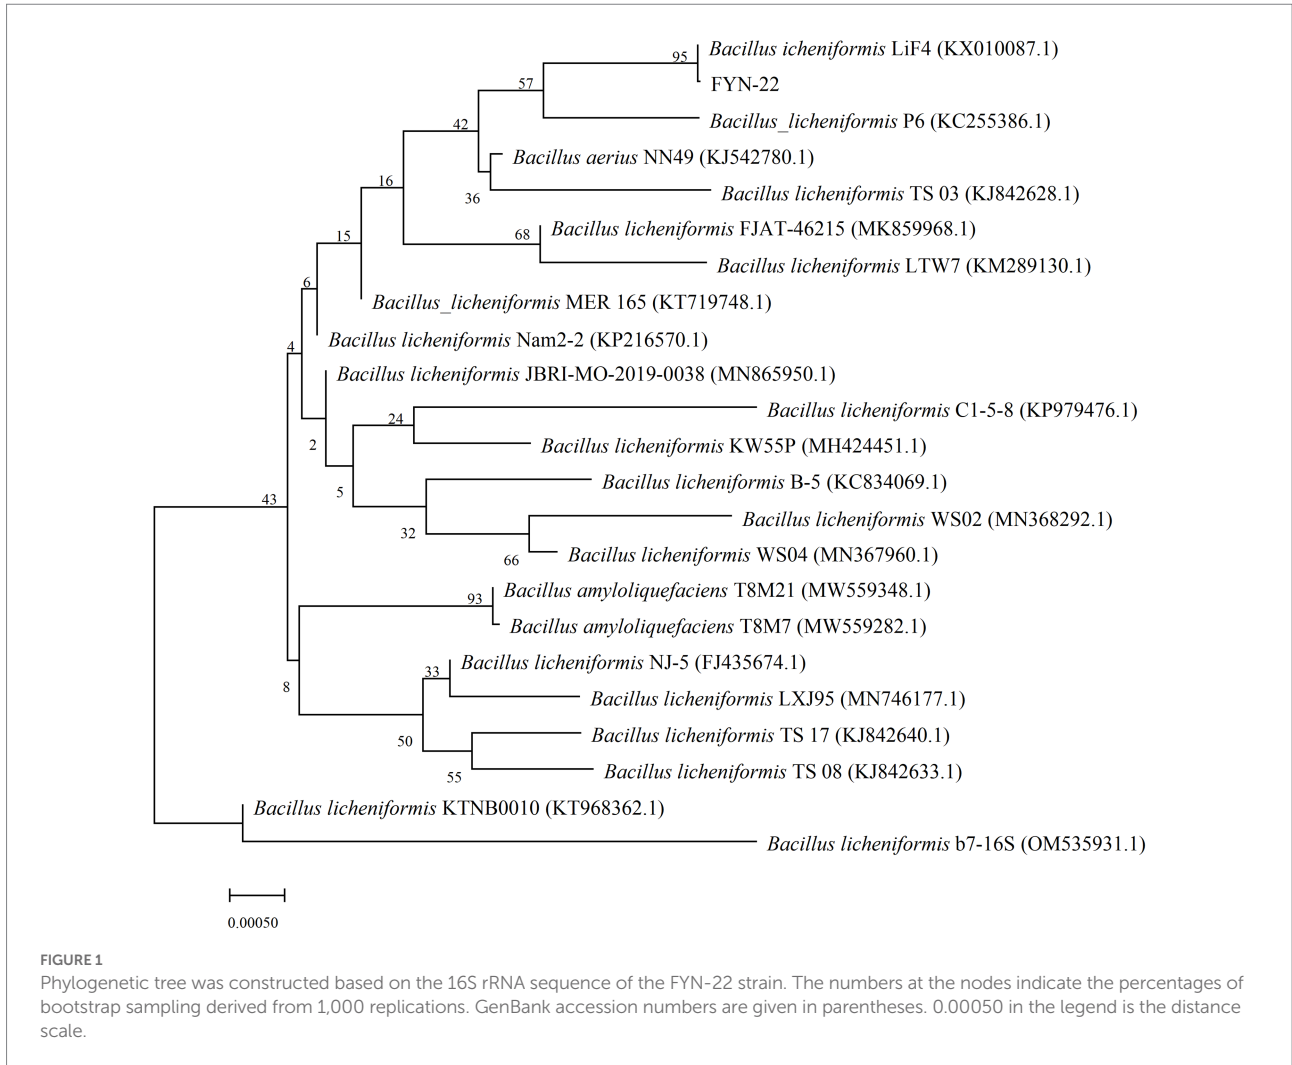 95
Bacillus icheniformis LiF4 (KX010087.1)
FYN-22
57
Bacillus_licheniformis P6 (KC255386.1)
42
Bacillus aerius NN49 (KJ542780.1)
36
Bacillus licheniformis TS 03 (KJ842628.1)
16
68
Bacillus licheniformis FJAT-46215 (MK859968.1)
Bacillus licheniformis LTW7 (KM289130.1)
15
Bacillus_licheniformis MER 165 (KT719748.1)
6
Bacillus licheniformis Nam2-2 (KP216570.1)
4
Bacillus licheniformis JBRI-MO-2019-0038 (MN865950.1)
2
24
Bacillus licheniformis C1-5-8 (KP979476.1)
Bacillus licheniformis KW55P (MH424451.1)
5
Bacillus licheniformis B-5 (KC834069.1)
32
Bacillus licheniformis WS02 (MN368292.1)
66
Bacillus licheniformis WS04 (MN367960.1)
43
93
Bacillus amyloliquefaciens T8M21 (MW559348.1)
Bacillus amyloliquefaciens T8M7 (MW559282.1)
8
33
Bacillus licheniformis NJ-5 (FJ435674.1)
Bacillus licheniformis LXJ95 (MN746177.1)
50
Bacillus licheniformis TS 17 (KJ842640.1)
55
Bacillus licheniformis TS 08 (KJ842633.1)
Bacillus licheniformis KTNB0010 (KT968362.1)
Bacillus licheniformis b7-16S (OM535931.1)
0.00050
FIGURE 1
Phylogenetic tree was constructed based on the 16S rRNA sequence of the FYN-22 strain. The numbers at the nodes indicate the percentages of
bootstrap sampling derived from 1,000 replications. GenBank accession numbers are given in parentheses. 0.00050 in the legend is the distance
scale.